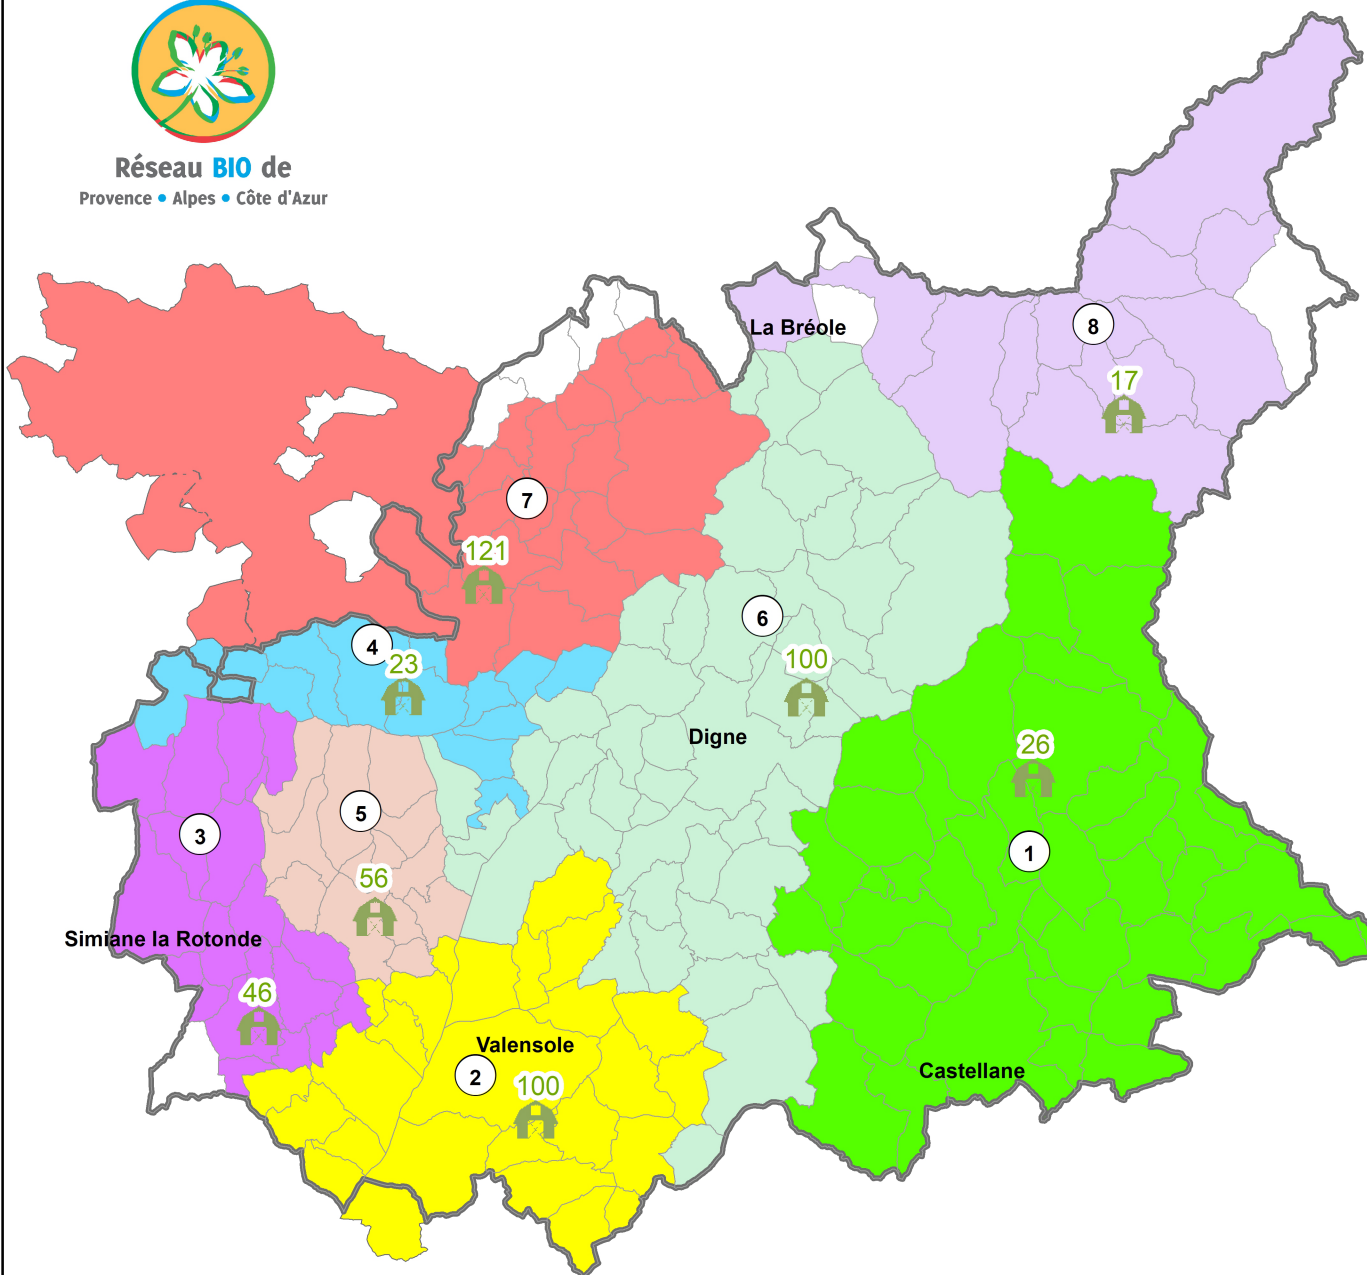 Réseau BIO de
Provence • Alpes • Côte d'Azur
La Bréole
8
17
7
121
6
4
23
100
Digne
26
5
3
1
56
Simiane la Rotonde
46
Valensole
2
100
Castellane